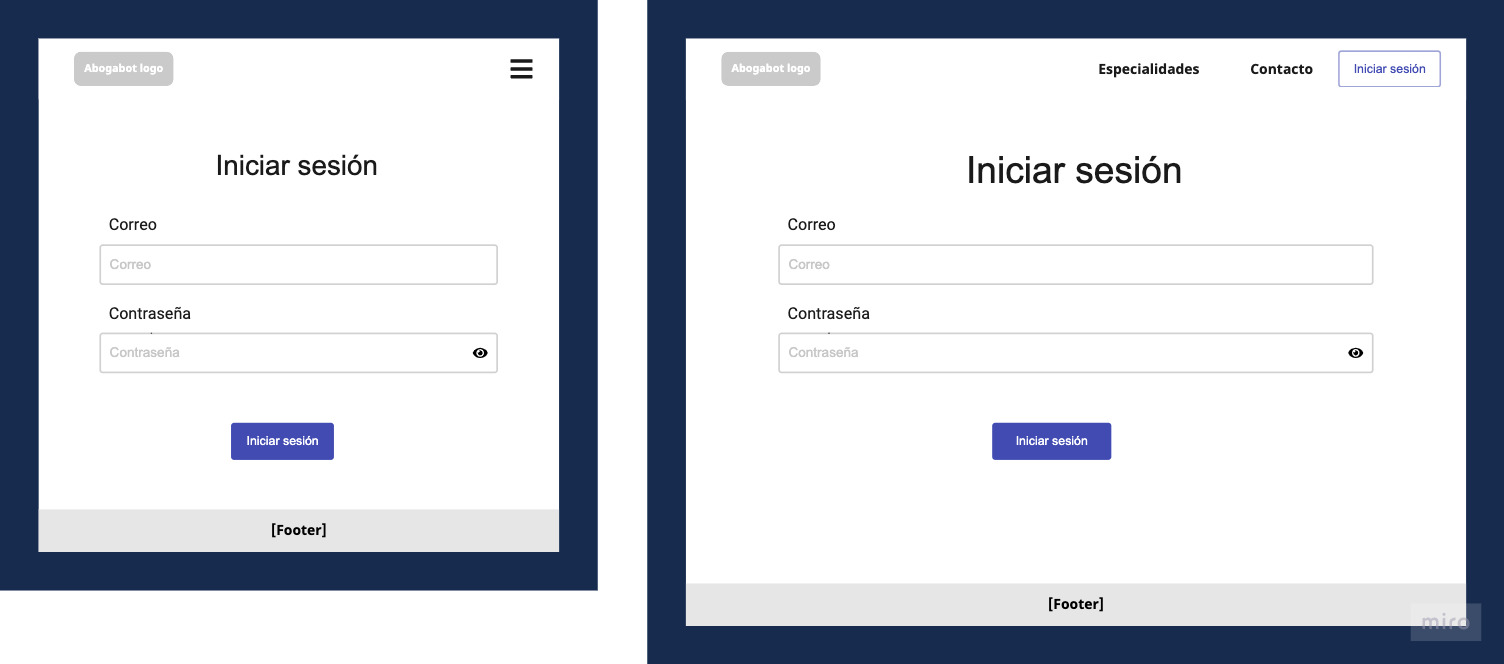 Abogabot logo
Iniciar sesión
Correo
Correo
Contraseña
Contraseña
Iniciar sesión
[Footer]
Abogabot logo
Especialidades
Contacto
Iniciar sesión
Iniciar sesión
Correo
Correo
Contraseña
Contraseña
Iniciar sesión
[Footer]
miro